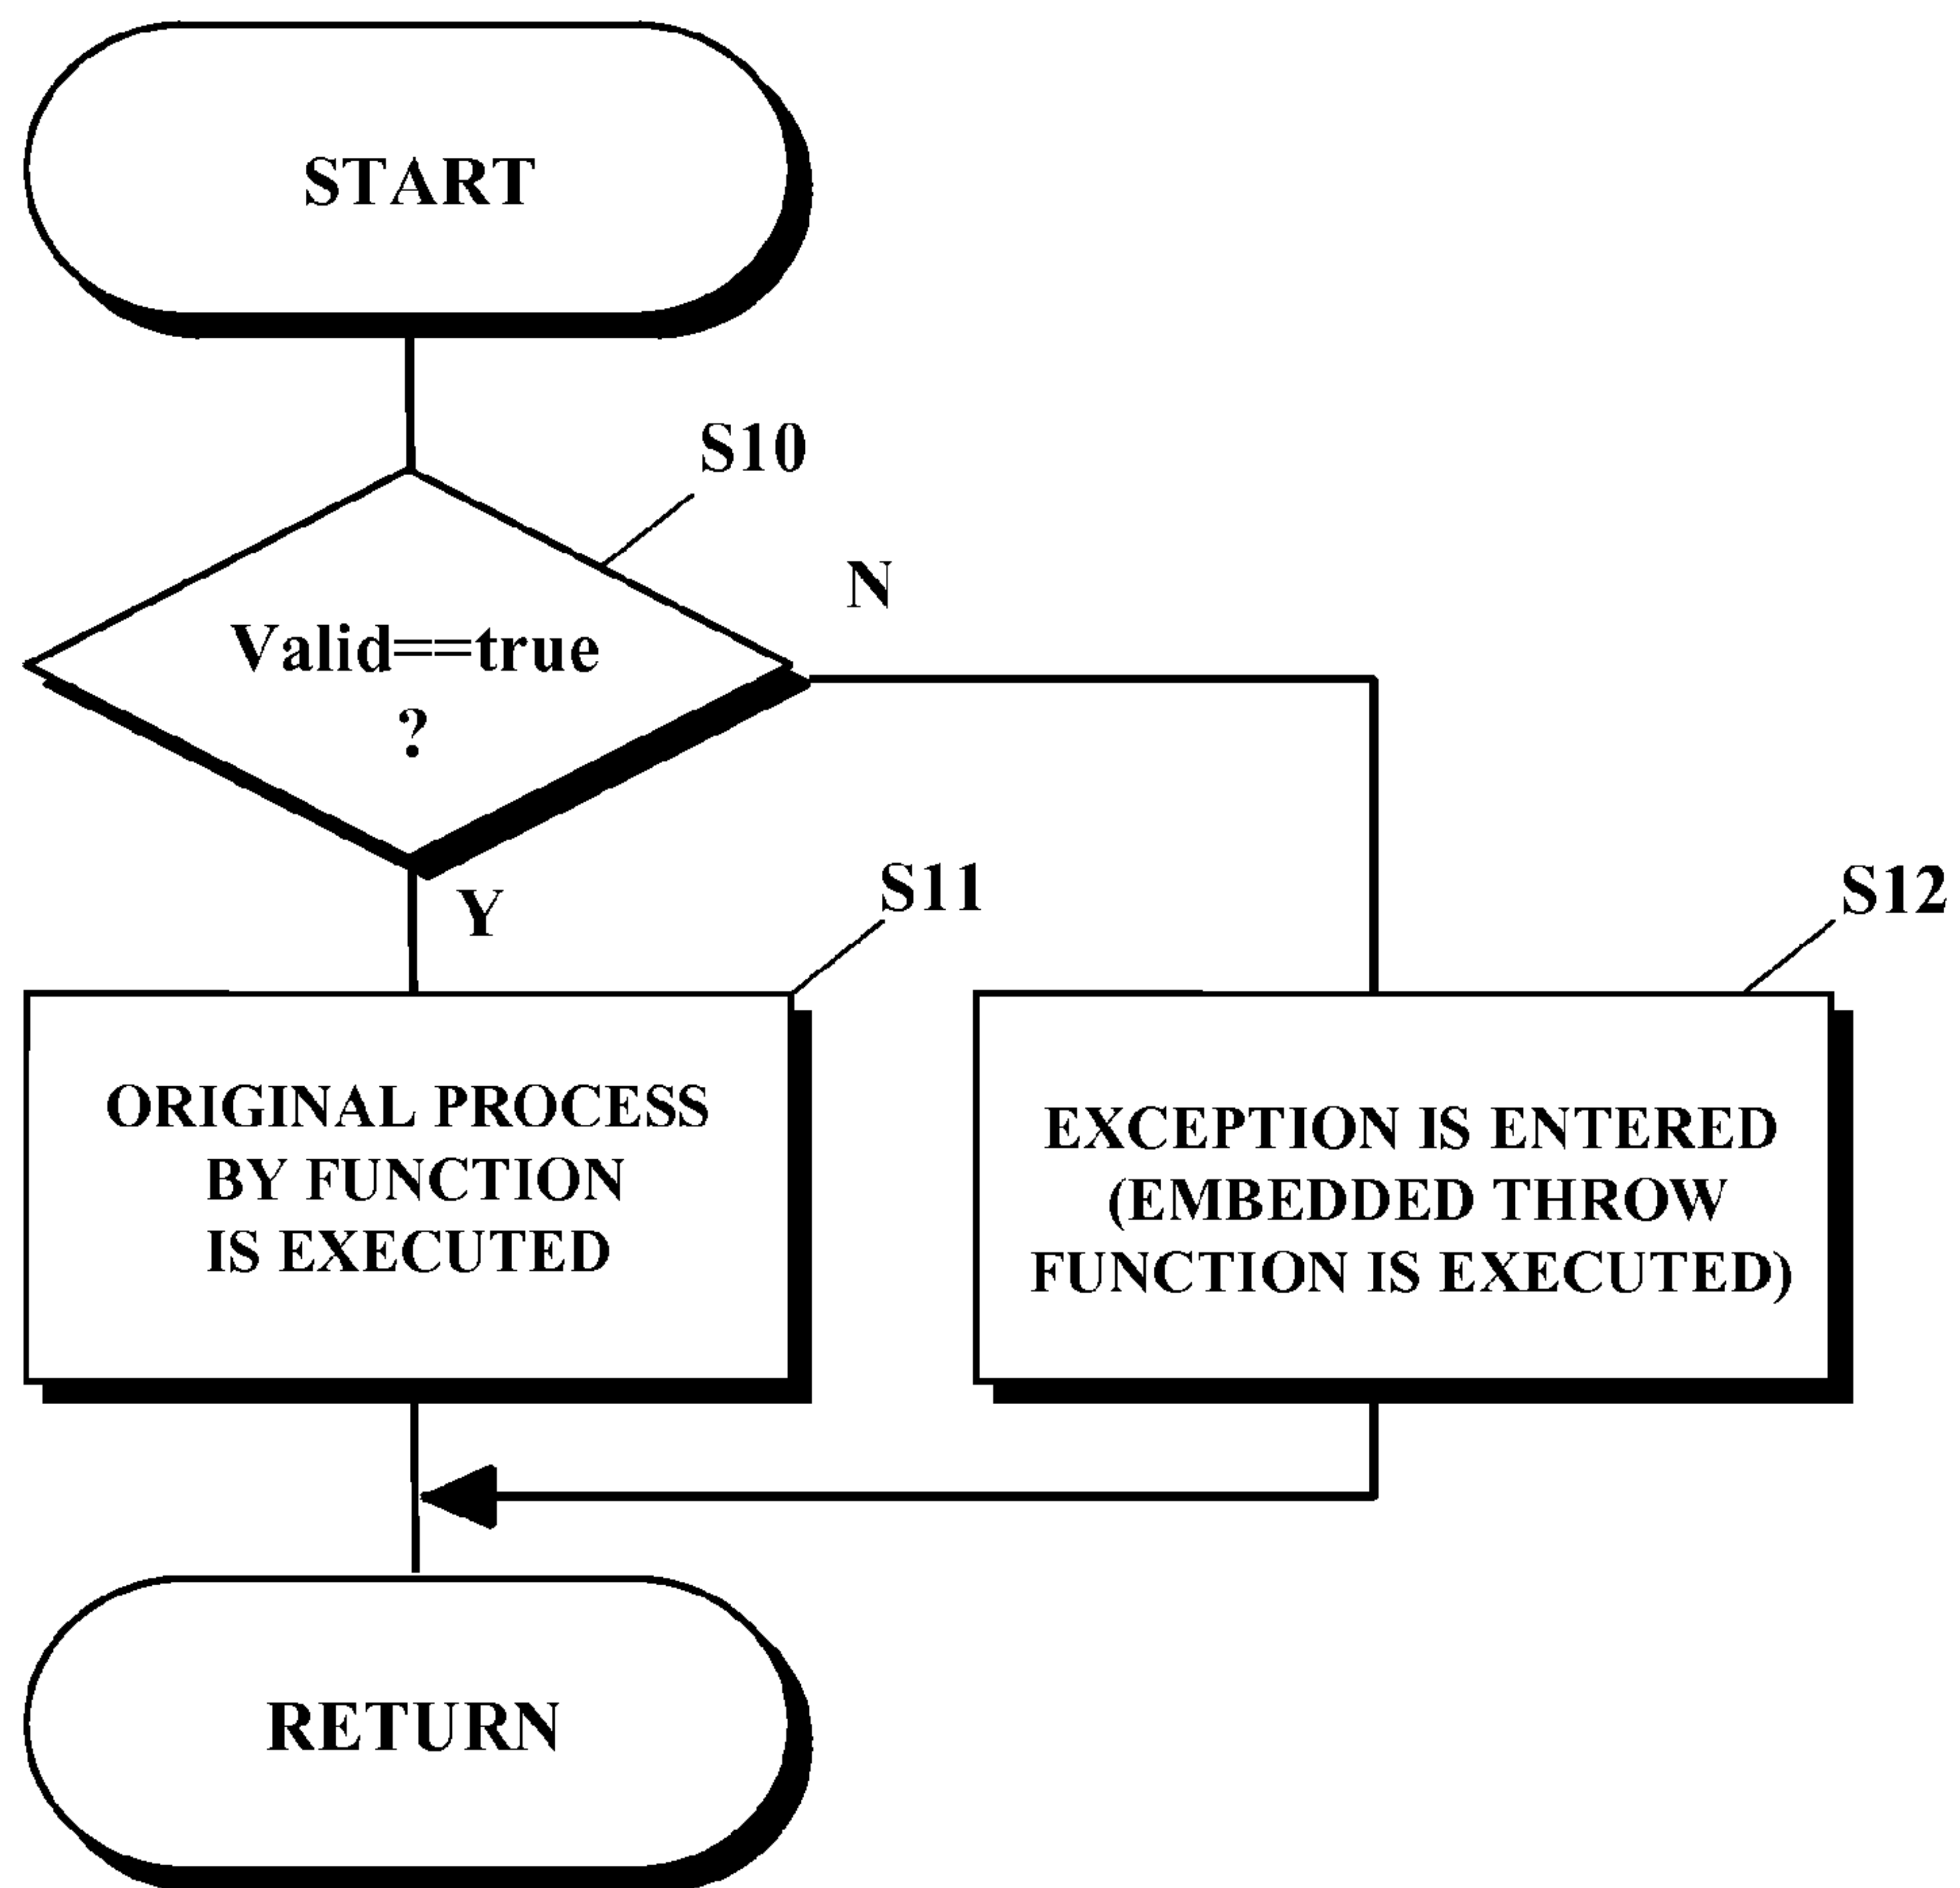 START
S10
N
Valid==true
?
Y
S11
S12
ORIGINAL PROCESS
BY FUNCTION
IS EXECUTED
EXCEPTION IS ENTERED
(EMBEDDED THROW
FUNCTION IS EXECUTED)
RETURN